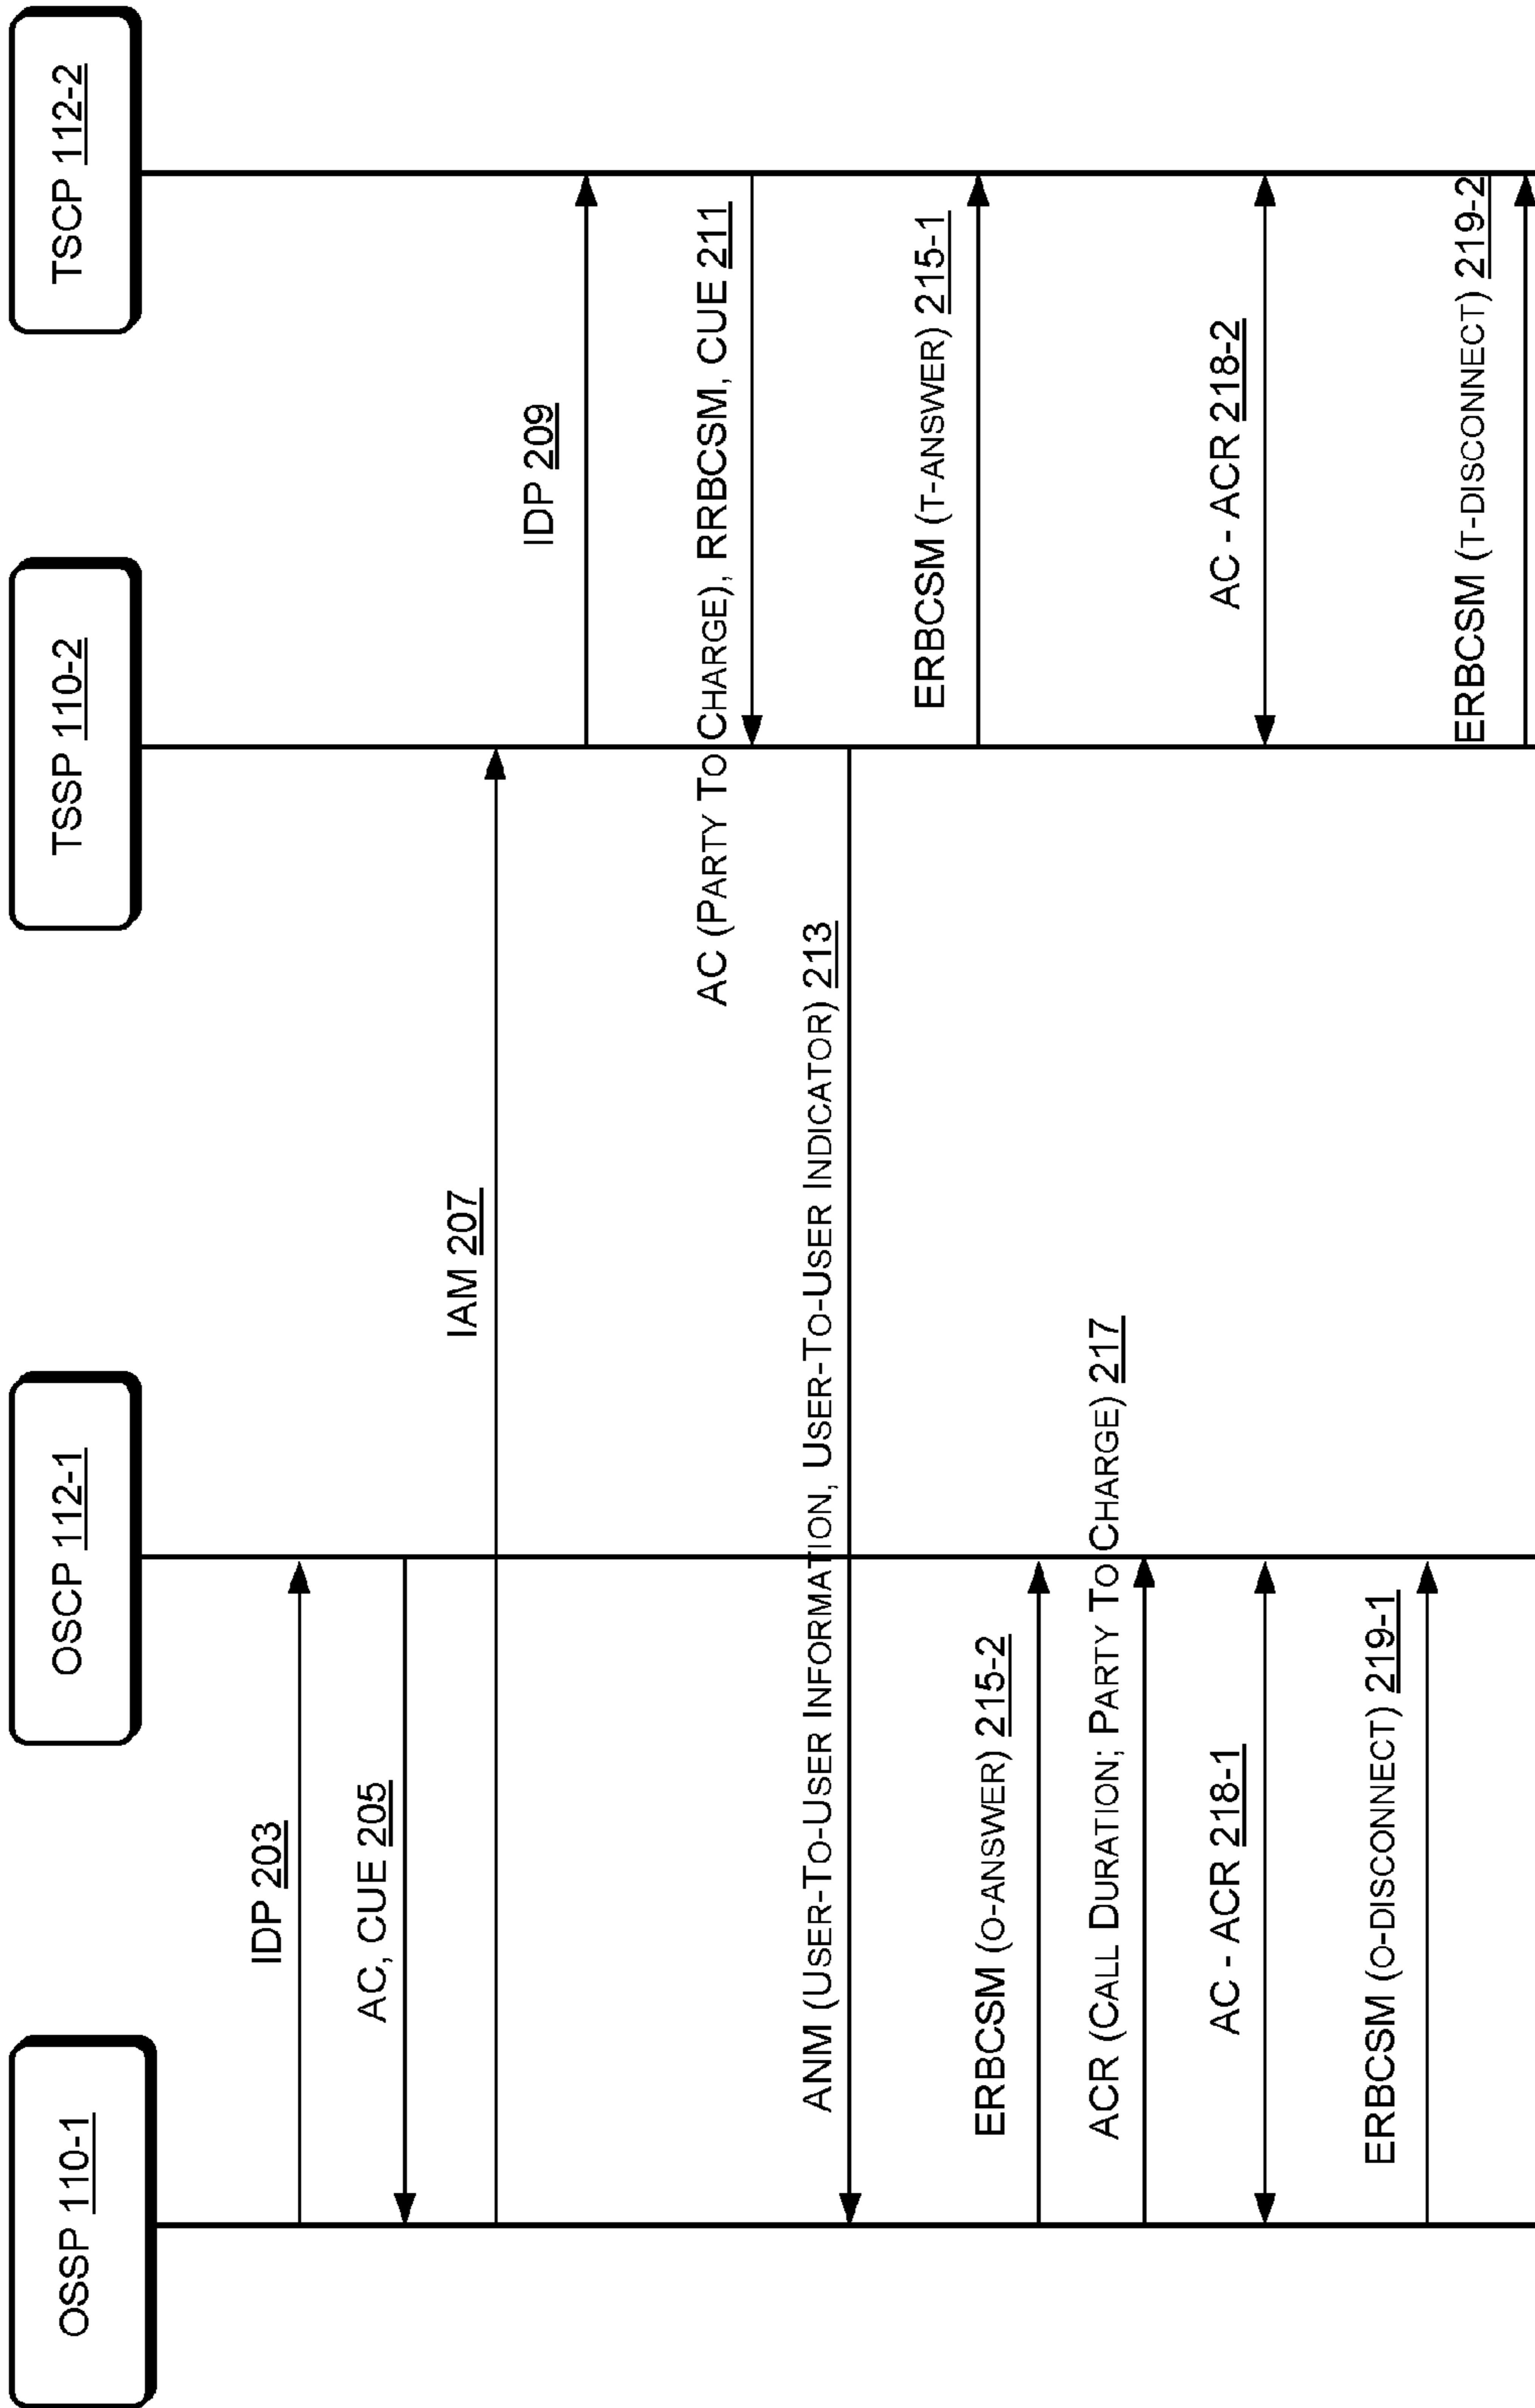 OSSP 110-1
OSCP 112-1
TSSP 110-2
TSCP 112-2
IDP 203
AC, CUE 205
IAM 207
IDP 209
AC (PARTY TO CHARGE), RRBCSM, CUE 211
ANM (USER-TO-USER INFORMATION, USER-TO-USER INDICATOR) 213
ERBCSM (T-ANSWER) 215-1
ERBCSM (O-ANSWER) 215-2
ACR (CALL DURATION; PARTY TO CHARGE) 217
AC - ACR 218-1
AC - ACR 218-2
ERBCSM (O-DISCONNECT) 219-1
ERBCSM (T-DISCONNECT) 219-2